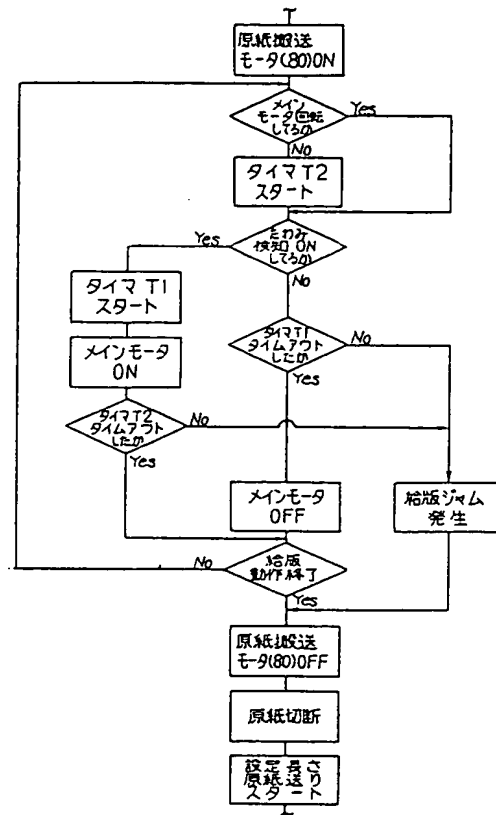 原紙搬送
モータ(80)ON
メイン
モータ回転
してるか
Yes
No
タイマT2
スタート
たわみ
検知ON
してるか
Yes
No
タイマT1
スタート
タイマT1
タイムアウト
したか
No
Yes
メインモータ
ON
タイマT2
タイムアウト
したか
No
Yes
メインモータ
OFF
給版ジャム
発生
給版
動作終了
No
Yes
原紙搬送
モータ(80)OFF
原紙切断
設定長さ
原紙送り
スタート